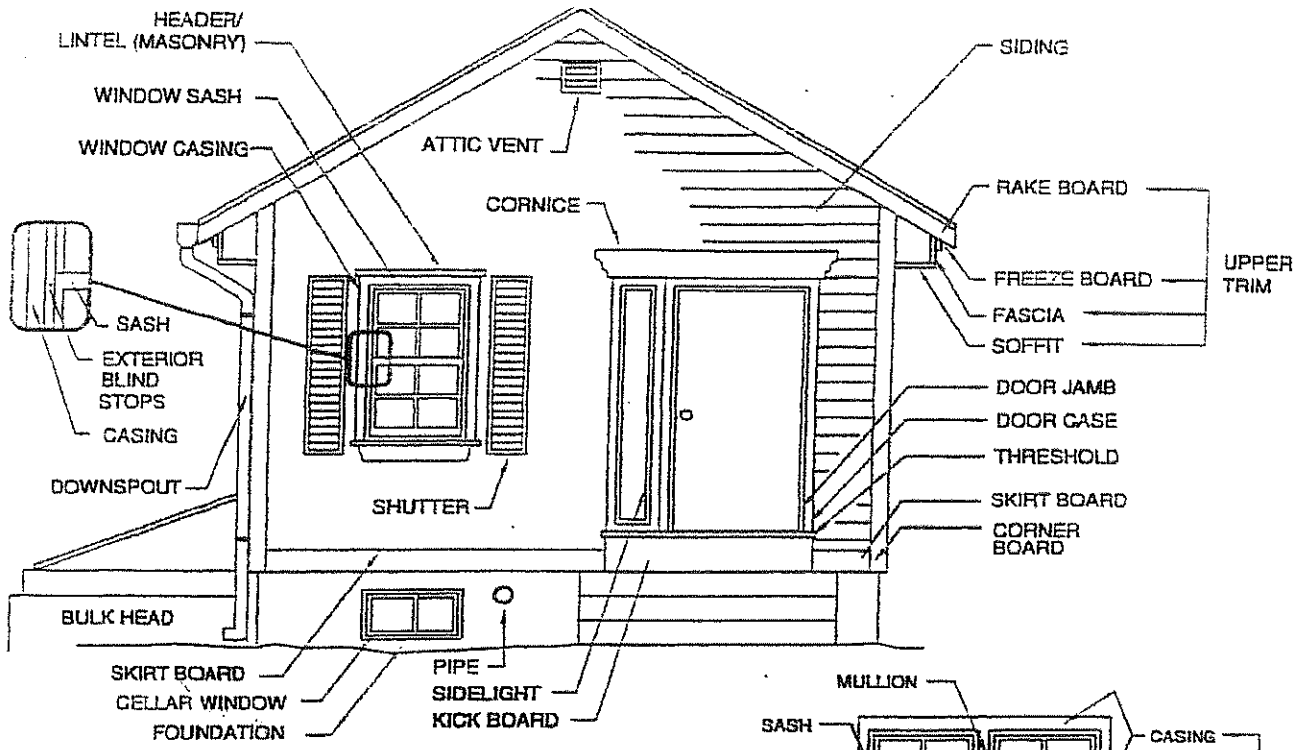 HEADER/
LINTEL (MASONRY)
WINDOW SASH
WINDOW CASING
ATTIC VENT
CORNICE
SIDING
RAKE BOARD
FREEZE BOARD
FASCIA
SOFFIT
UPPER
TRIM
SASH
EXTERIOR
BLIND
STOPS
CASING
DOWNSPOUT
SHUTTER
DOOR JAMB
DOOR CASE
THRESHOLD
SKIRT BOARD
CORNER
BOARD
BULK HEAD
SKIRT BOARD
CELLAR WINDOW
FOUNDATION
PIPE
SIDELIGHT
KICK BOARD
MULLION
SASH
CASING